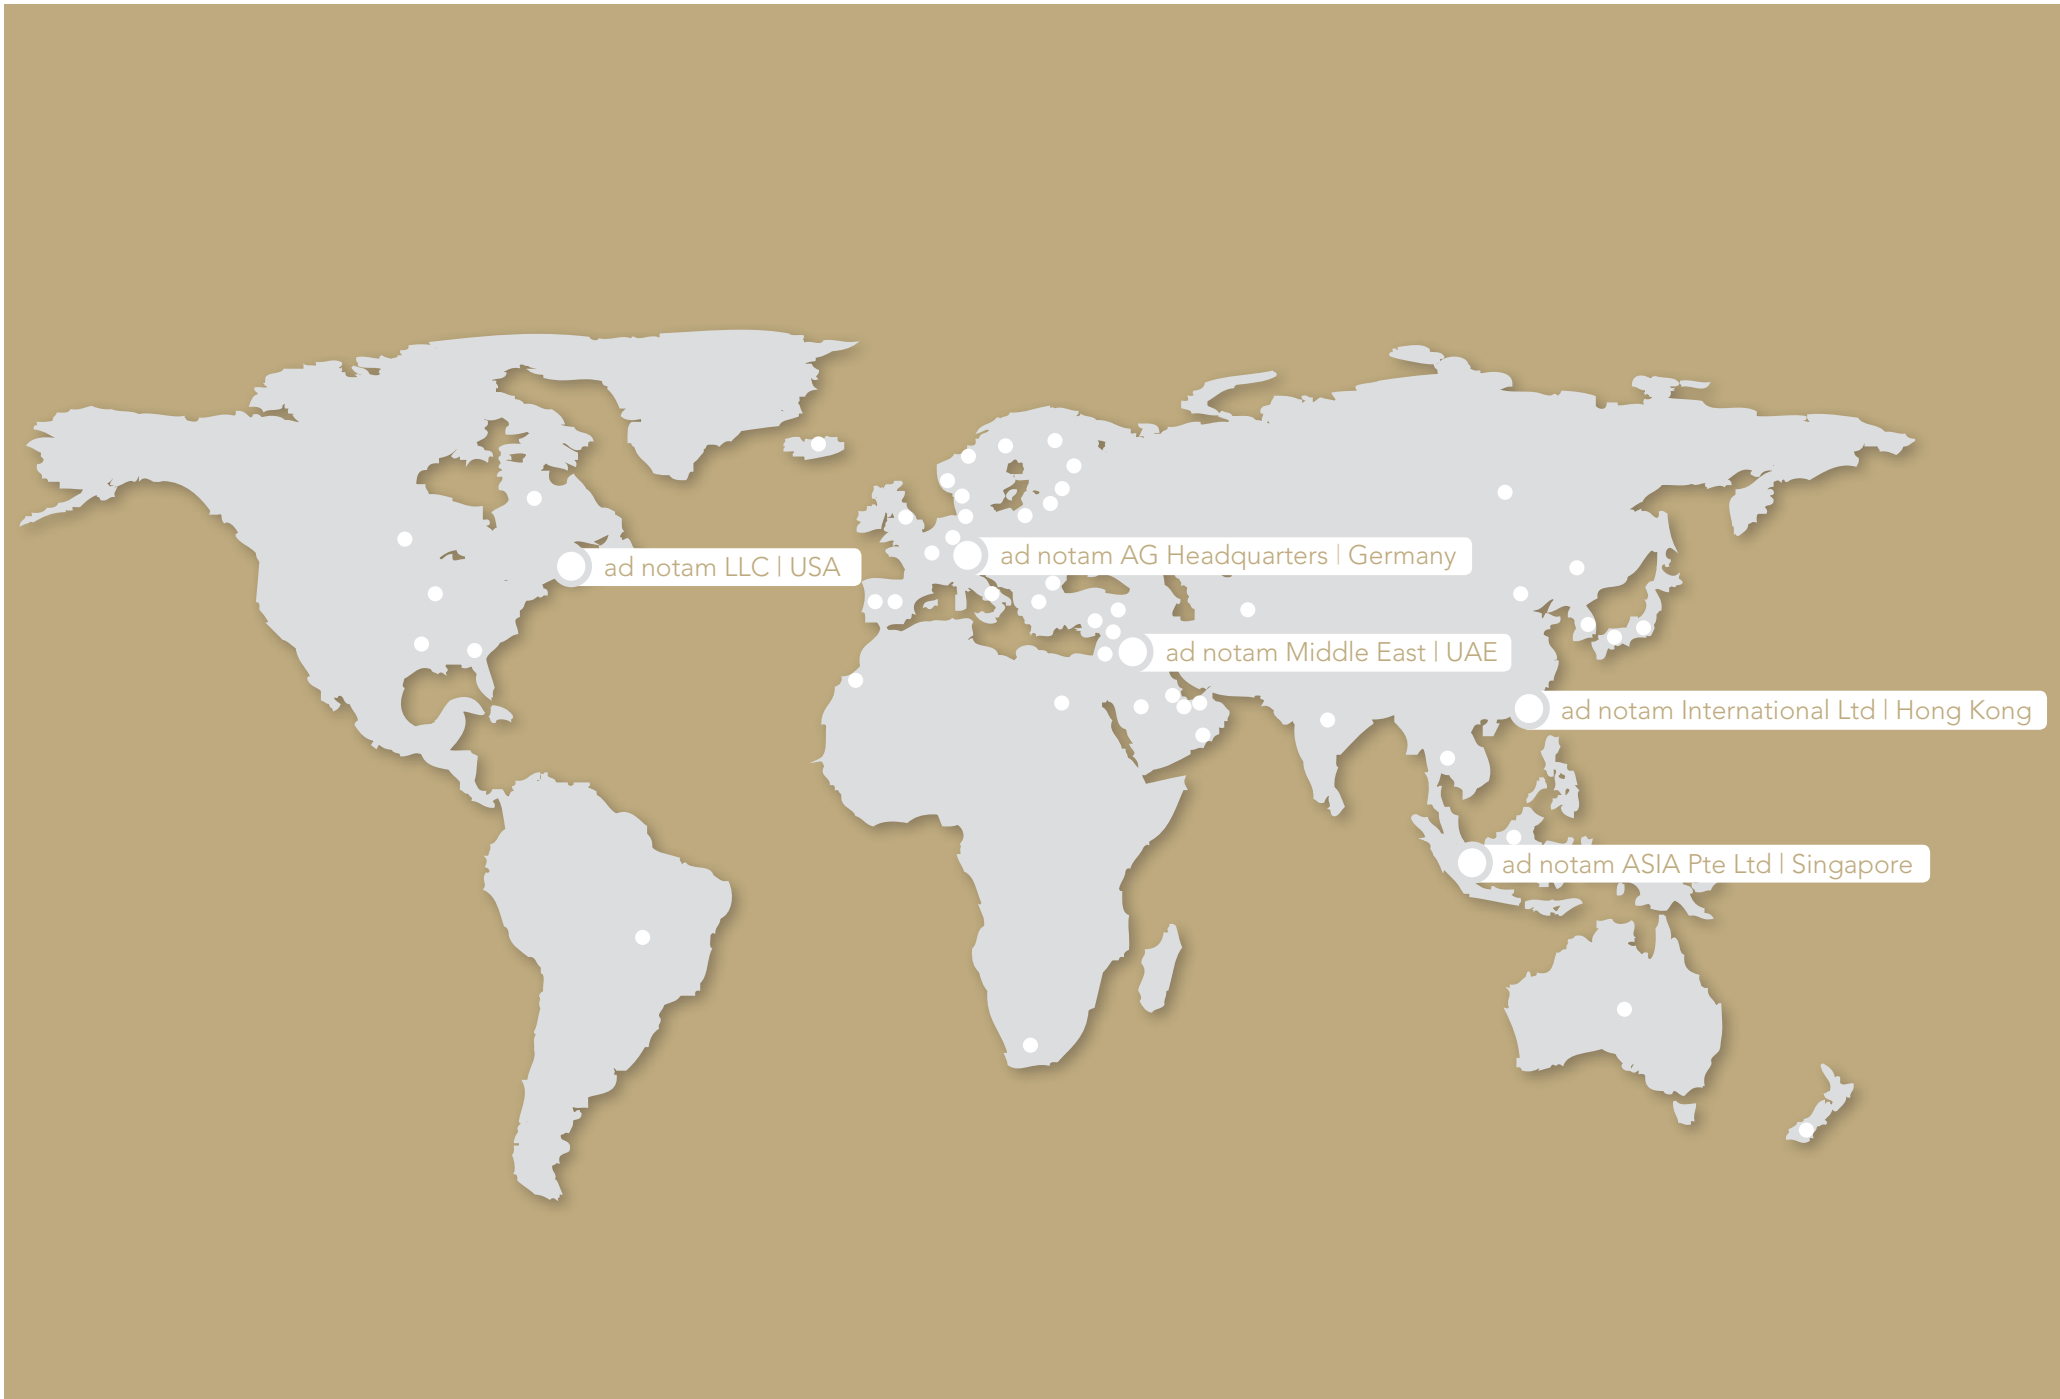 ad notam AG Headquarters | Germany
ad notam LLC | USA
ad notam Middle East | UAE
ad notam International Ltd | Hong Kong
ad notam ASIA Pte Ltd | Singapore